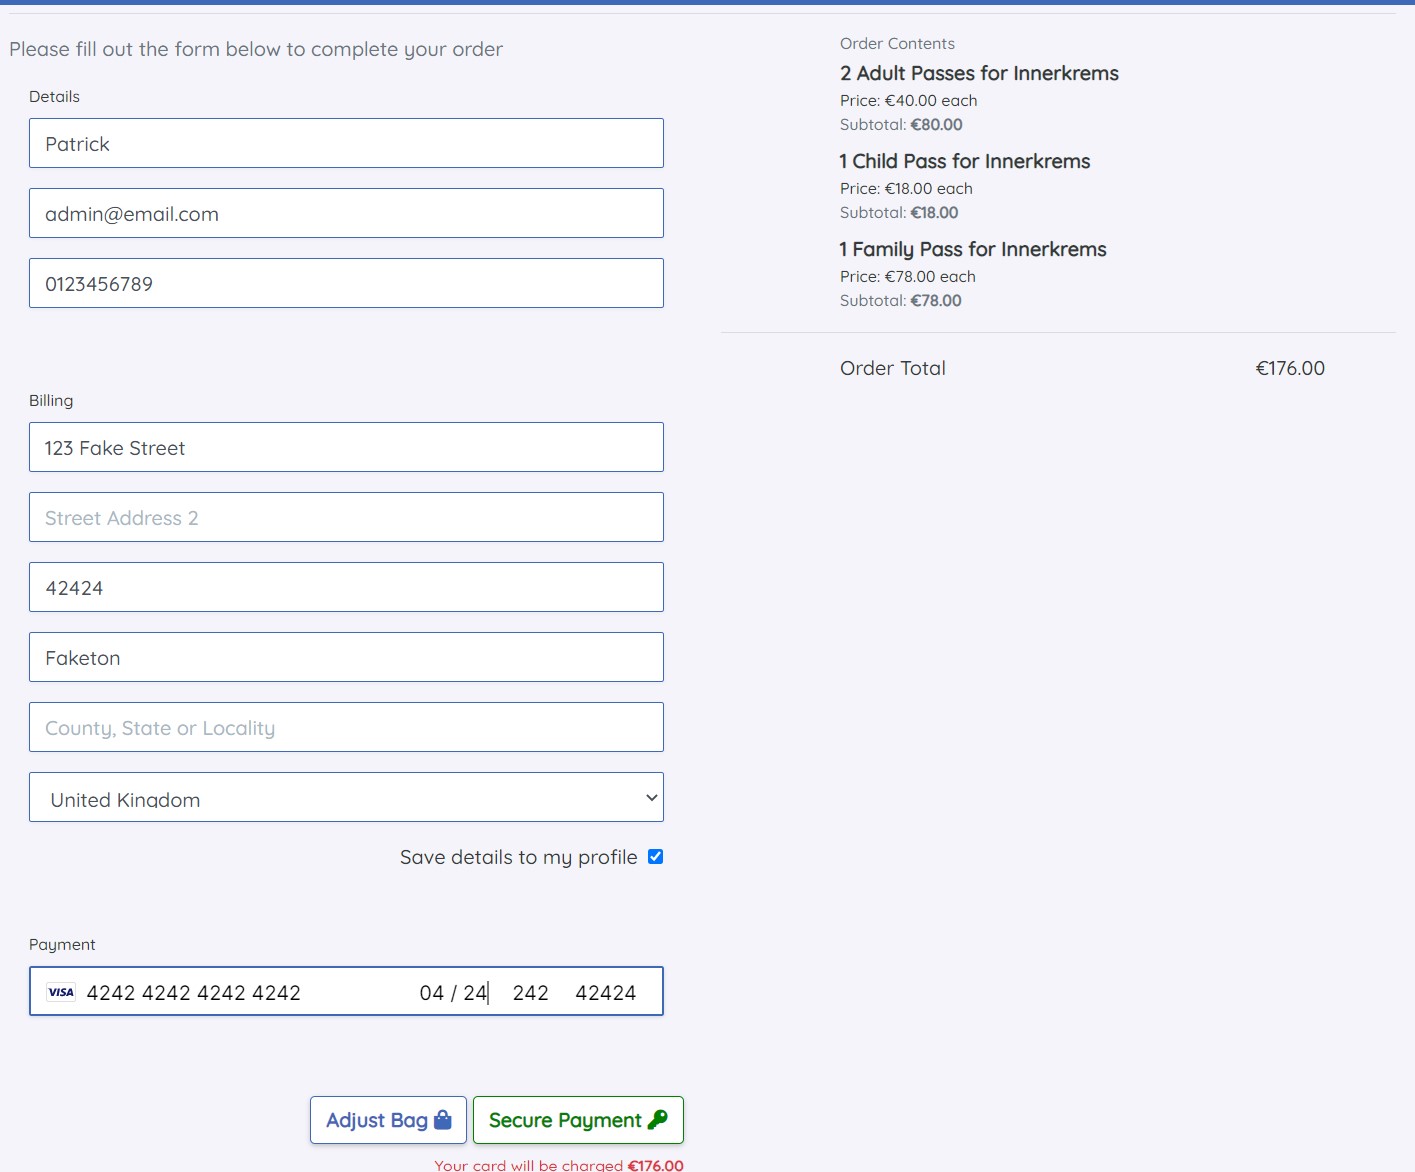 Please fill out the form below to complete your order
Details
Patrick
admin@email.com
0123456789
Billing
123 Fake Street
Street Address 2
42424
Faketon
County, State or Locality
United Kingdom
Save details to my profile
Payment
VISA 4242 4242 4242 4242 04 / 24 242 42424
Adjust Bag
Secure Payment
Your card will be charged €176.00
Order Contents
2 Adult Passes for Innerkrems
Price: €40.00 each
Subtotal: €80.00
1 Child Pass for Innerkrems
Price: €18.00 each
Subtotal: €18.00
1 Family Pass for Innerkrems
Price: €78.00 each
Subtotal: €78.00
Order Total €176.00